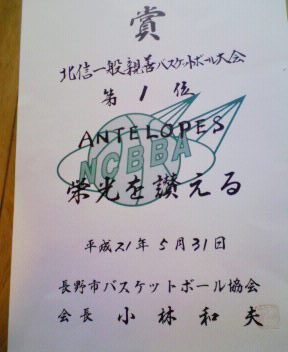 賞
北信一般親善バスケットボール大会
第1位
ANTELOPES
NCBBA
栄光を讃える
平成21年5月31日
長野市バスケットボール協会
会長 小林和夫